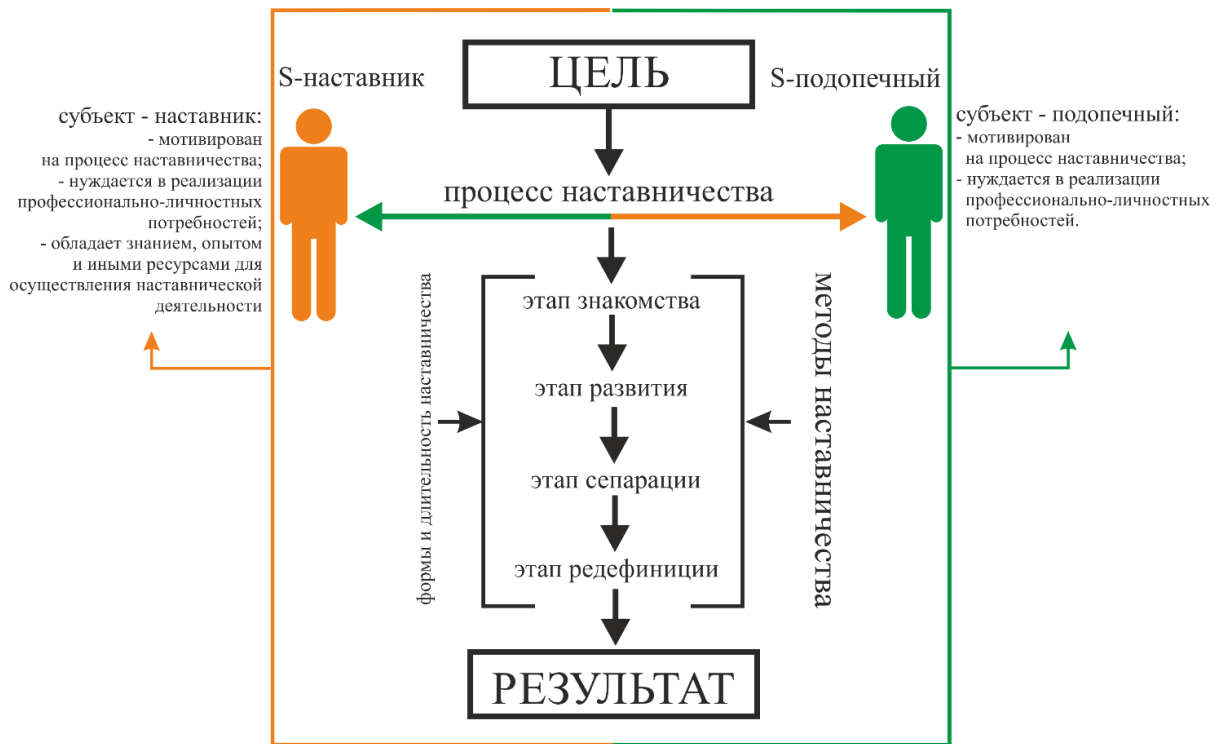 ЦЕЛЬ
S-наставник
S-подопечный
субъект - наставник:
- мотивирован
на процесс наставничества;
- нуждается в реализации
профессионально-личностных
потребностей;
- обладает знанием, опытом
и иными ресурсами для
осуществления наставнической
деятельности
субъект - подопечный:
- мотивирован
на процесс наставничества;
- нуждается в реализации
профессионально-личностных
потребностей.
процесс наставничества
этап знакомства
этап развития
этап сепарации
этап редефиниции
формы и длительность наставничества
методы наставничества
РЕЗУЛЬТАТ